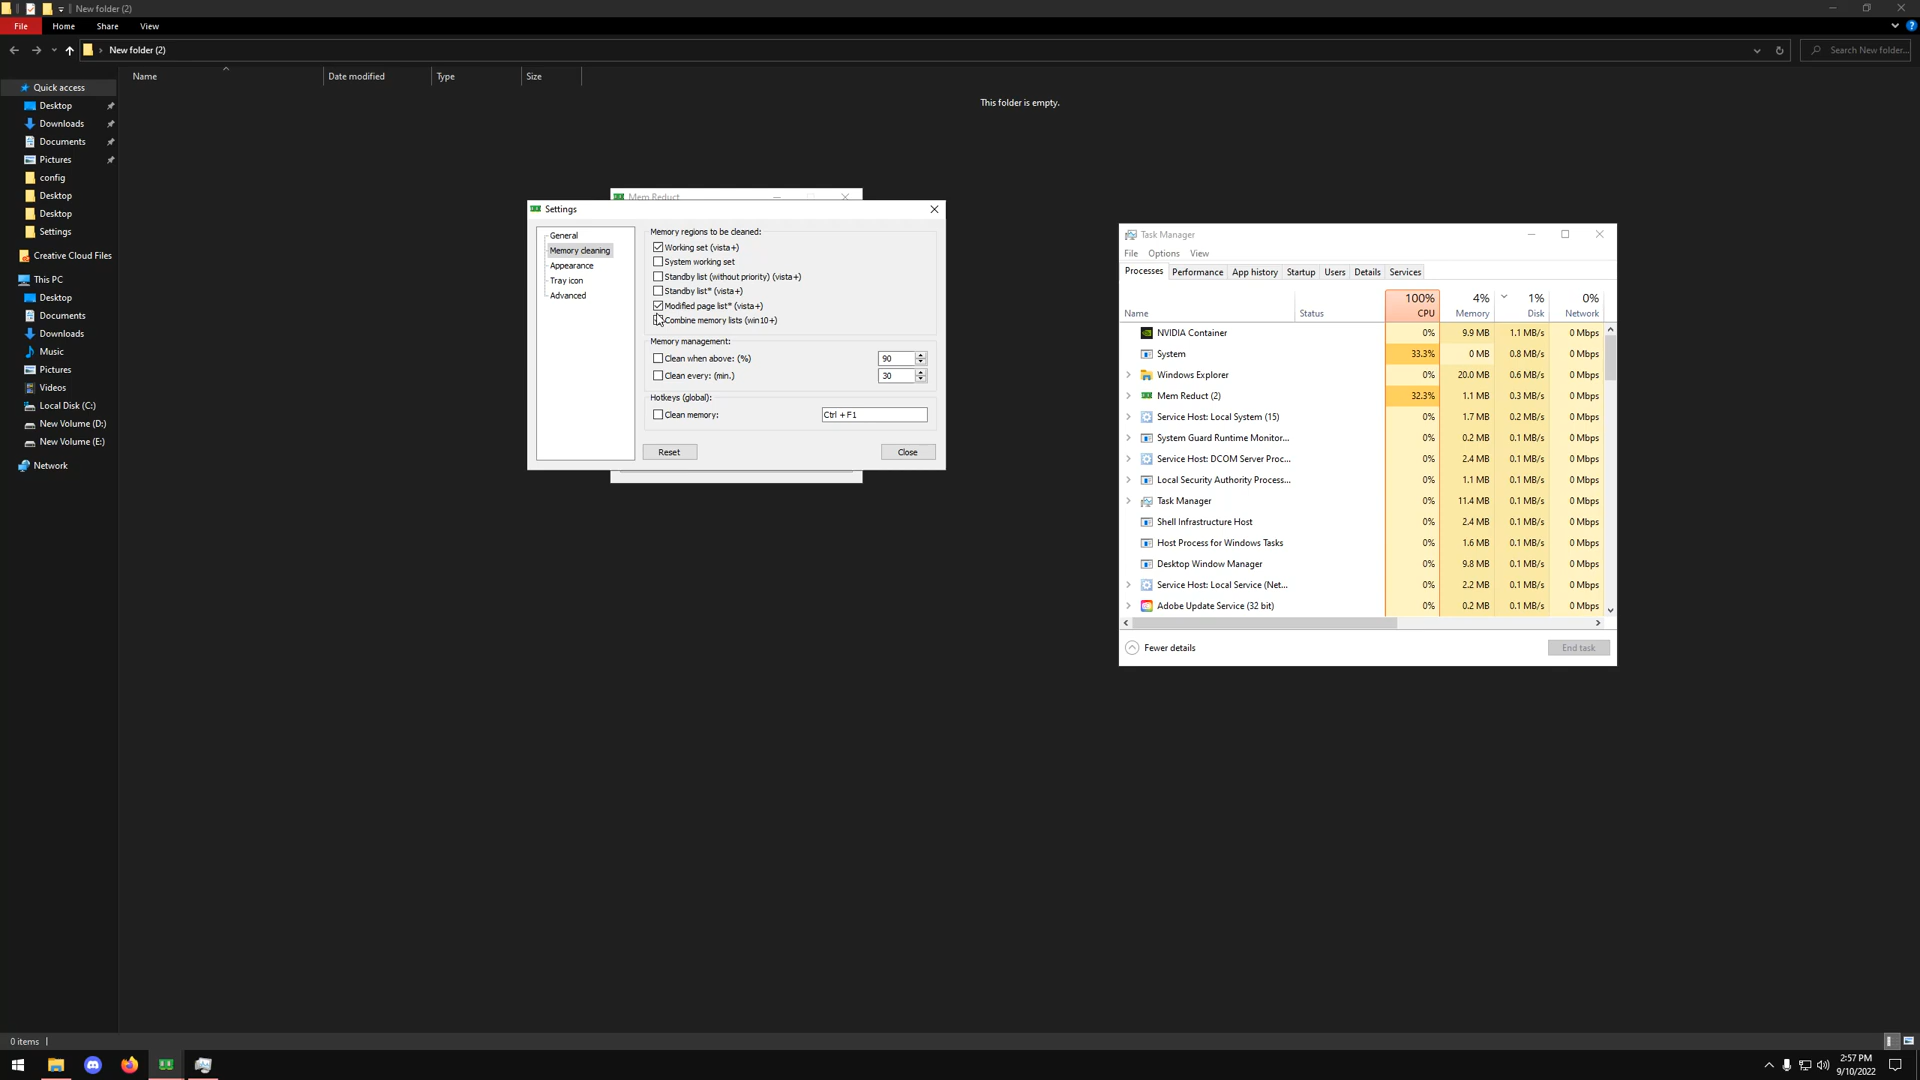 New folder (2)
File
Home
Share
View
New folder (2)
Search New folder...
Name
Date modified
Type
Size
This folder is empty.
Quick access
Desktop
Downloads
Documents
Pictures
config
Desktop
Desktop
Settings
Creative Cloud Files
This PC
Desktop
Documents
Downloads
Music
Pictures
Videos
Local Disk (C:)
New Volume (D:)
New Volume (E:)
Network
Mem Reduct
Settings
General
Memory cleaning
Appearance
Tray icon
Advanced
Memory regions to be cleaned:
Working set (vista+)
System working set
Standby list (without priority) (vista+)
Standby list* (vista+)
Modified page list* (vista+)
Combine memory lists (win10+)
Memory management:
Clean when above: (%)
90
Clean every: (min.)
30
Hotkeys (global):
Clean memory:
Ctrl + F1
Reset
Close
Task Manager
File Options View
Processes Performance App history Startup Users Details Services
100% 4% 1% 0%
Name Status CPU Memory Disk Network
NVIDIA Container 0% 9.9 MB 1.1 MB/s 0 Mbps
System 33.3% 0 MB 0.8 MB/s 0 Mbps
Windows Explorer 0% 20.0 MB 0.6 MB/s 0 Mbps
Mem Reduct (2) 32.3% 1.1 MB 0.3 MB/s 0 Mbps
Service Host: Local System (15) 0% 1.7 MB 0.2 MB/s 0 Mbps
System Guard Runtime Monitor... 0% 0.2 MB 0.1 MB/s 0 Mbps
Service Host: DCOM Server Proc... 0% 2.4 MB 0.1 MB/s 0 Mbps
Local Security Authority Process... 0% 1.1 MB 0.1 MB/s 0 Mbps
Task Manager 0% 11.4 MB 0.1 MB/s 0 Mbps
Shell Infrastructure Host 0% 2.4 MB 0.1 MB/s 0 Mbps
Host Process for Windows Tasks 0% 1.6 MB 0.1 MB/s 0 Mbps
Desktop Window Manager 0% 9.8 MB 0.1 MB/s 0 Mbps
Service Host: Local Service (Net... 0% 2.2 MB 0.1 MB/s 0 Mbps
Adobe Update Service (32 bit) 0% 0.2 MB 0.1 MB/s 0 Mbps
Fewer details
End task
0 items
2:57 PM
9/10/2022